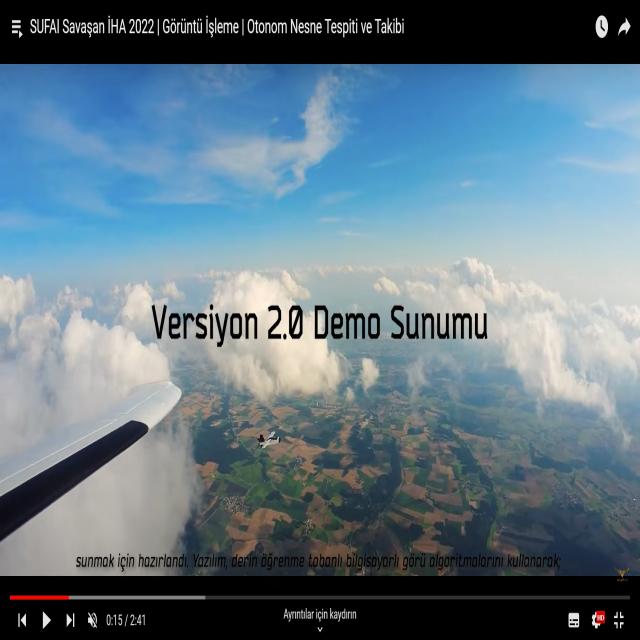 SUFAI Savaşan İHA 2022 | Görüntü İşleme | Otonom Nesne Tespiti ve Takibi
Versiyon 2.0 Demo Sunumu
sunmak için hazırlandı. Yazılım, derin öğrenme tabanlı bilgisayarlı görü algoritmalarını kullanarak;
0:15 / 2:41
Ayrıntılar için kaydırın
HD